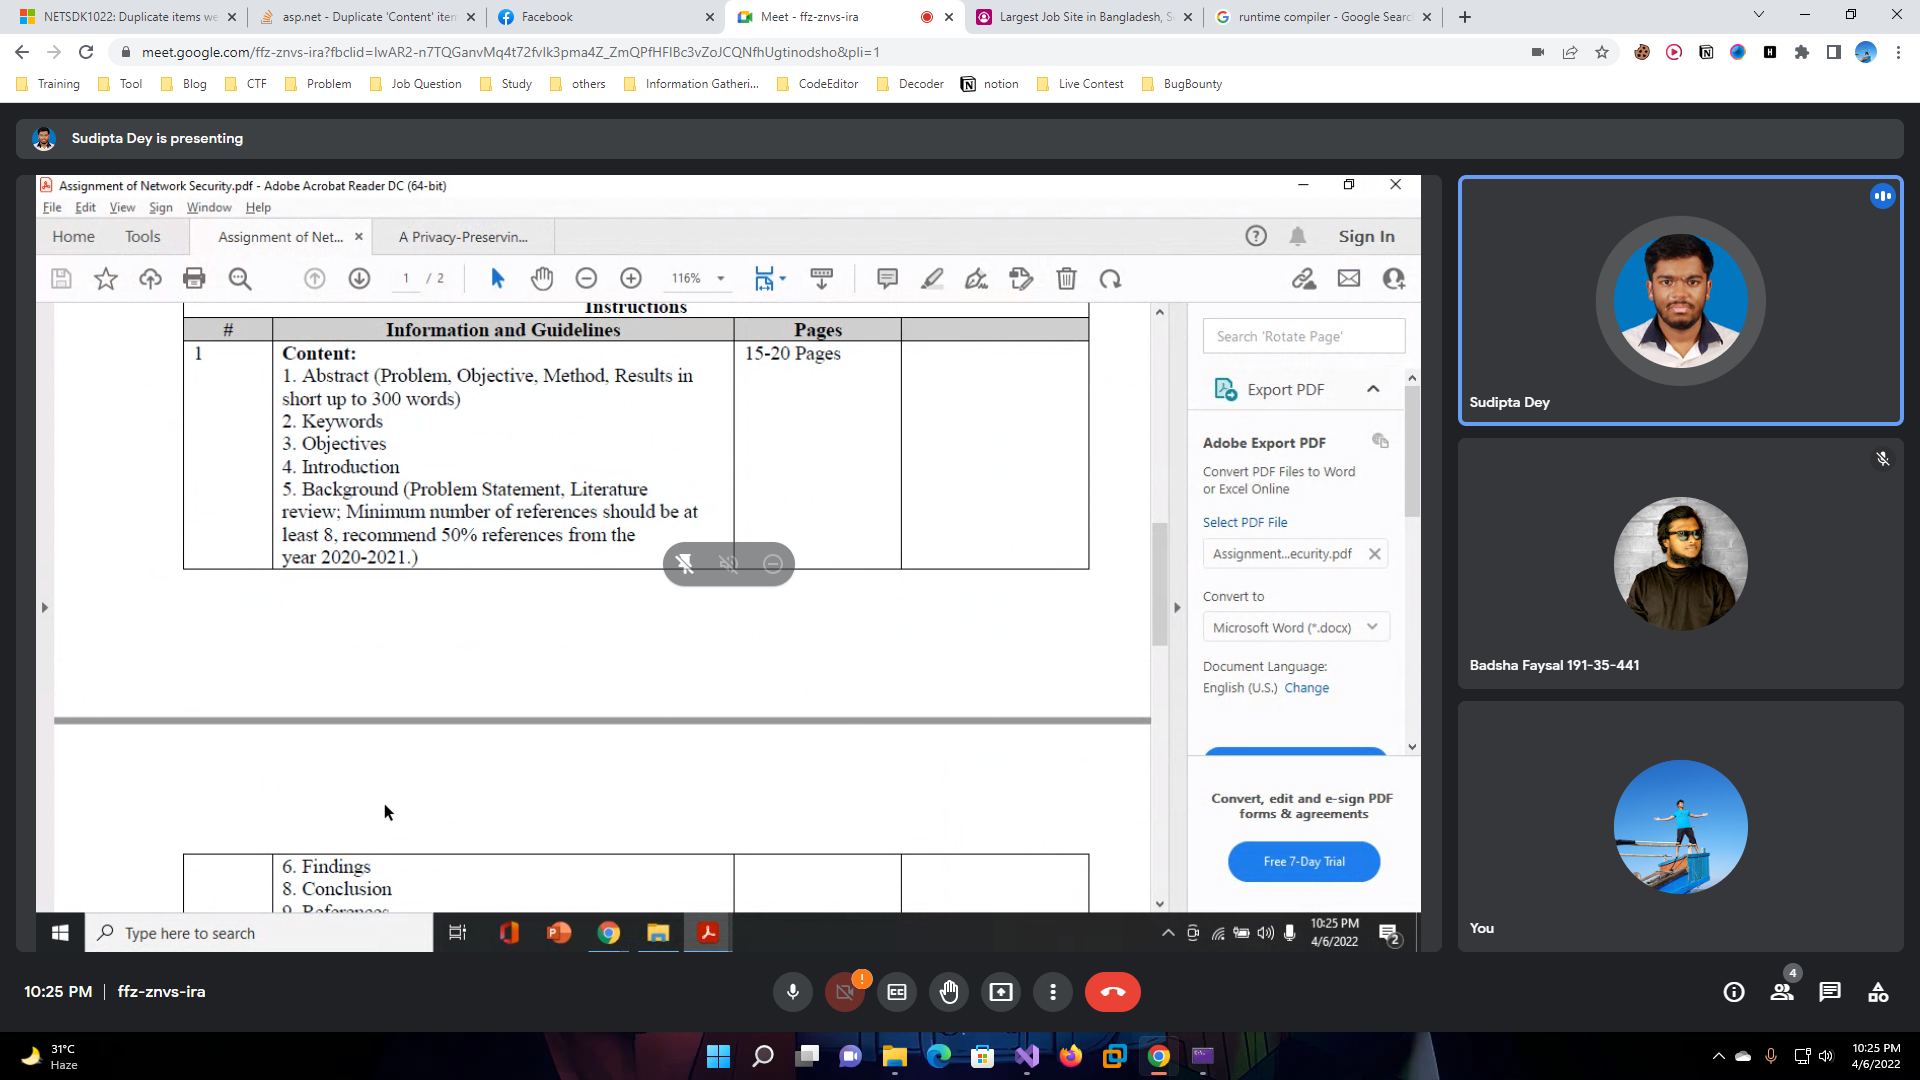 NETSDK1022: Duplicate items we
asp.net - Duplicate 'Content' iter
Facebook
Meet - ffz-znvs-ira
Largest Job Site in Bangladesh, S
runtime compiler - Google Searc
meet.google.com/ffz-znvs-ira?fbclid=IwAR2-n7TQGanvMq4t72fvIk3pma4Z_ZmQPfHFIBc3vZoJCQNfhUgtinodsho&pli=1
Training
Tool
Blog
CTF
Problem
Job Question
Study
others
Information Gatheri...
CodeEditor
Decoder
notion
Live Contest
BugBounty
Sudipta Dey is presenting
Assignment of Network Security.pdf - Adobe Acrobat Reader DC (64-bit)
File Edit View Sign Window Help
Home
Tools
Assignment of Net...
A Privacy-Preservin...
Sign In
1 / 2
116%
Instructions
#
Information and Guidelines
Pages
1
Content:
15-20 Pages
1. Abstract (Problem, Objective, Method, Results in
short up to 300 words)
2. Keywords
3. Objectives
4. Introduction
5. Background (Problem Statement, Literature
review; Minimum number of references should be at
least 8, recommend 50% references from the
year 2020-2021.)
6. Findings
8. Conclusion
9. References
Search 'Rotate Page'
Export PDF
Adobe Export PDF
Convert PDF Files to Word
or Excel Online
Select PDF File
Assignment...ecurity.pdf
Convert to
Microsoft Word (*.docx)
Document Language:
English (U.S.) Change
Convert, edit and e-sign PDF
forms & agreements
Free 7-Day Trial
Type here to search
10:25 PM
4/6/2022
2
Sudipta Dey
Badsha Faysal 191-35-441
You
10:25 PM | ffz-znvs-ira
4
31°C
Haze
10:25 PM
4/6/2022